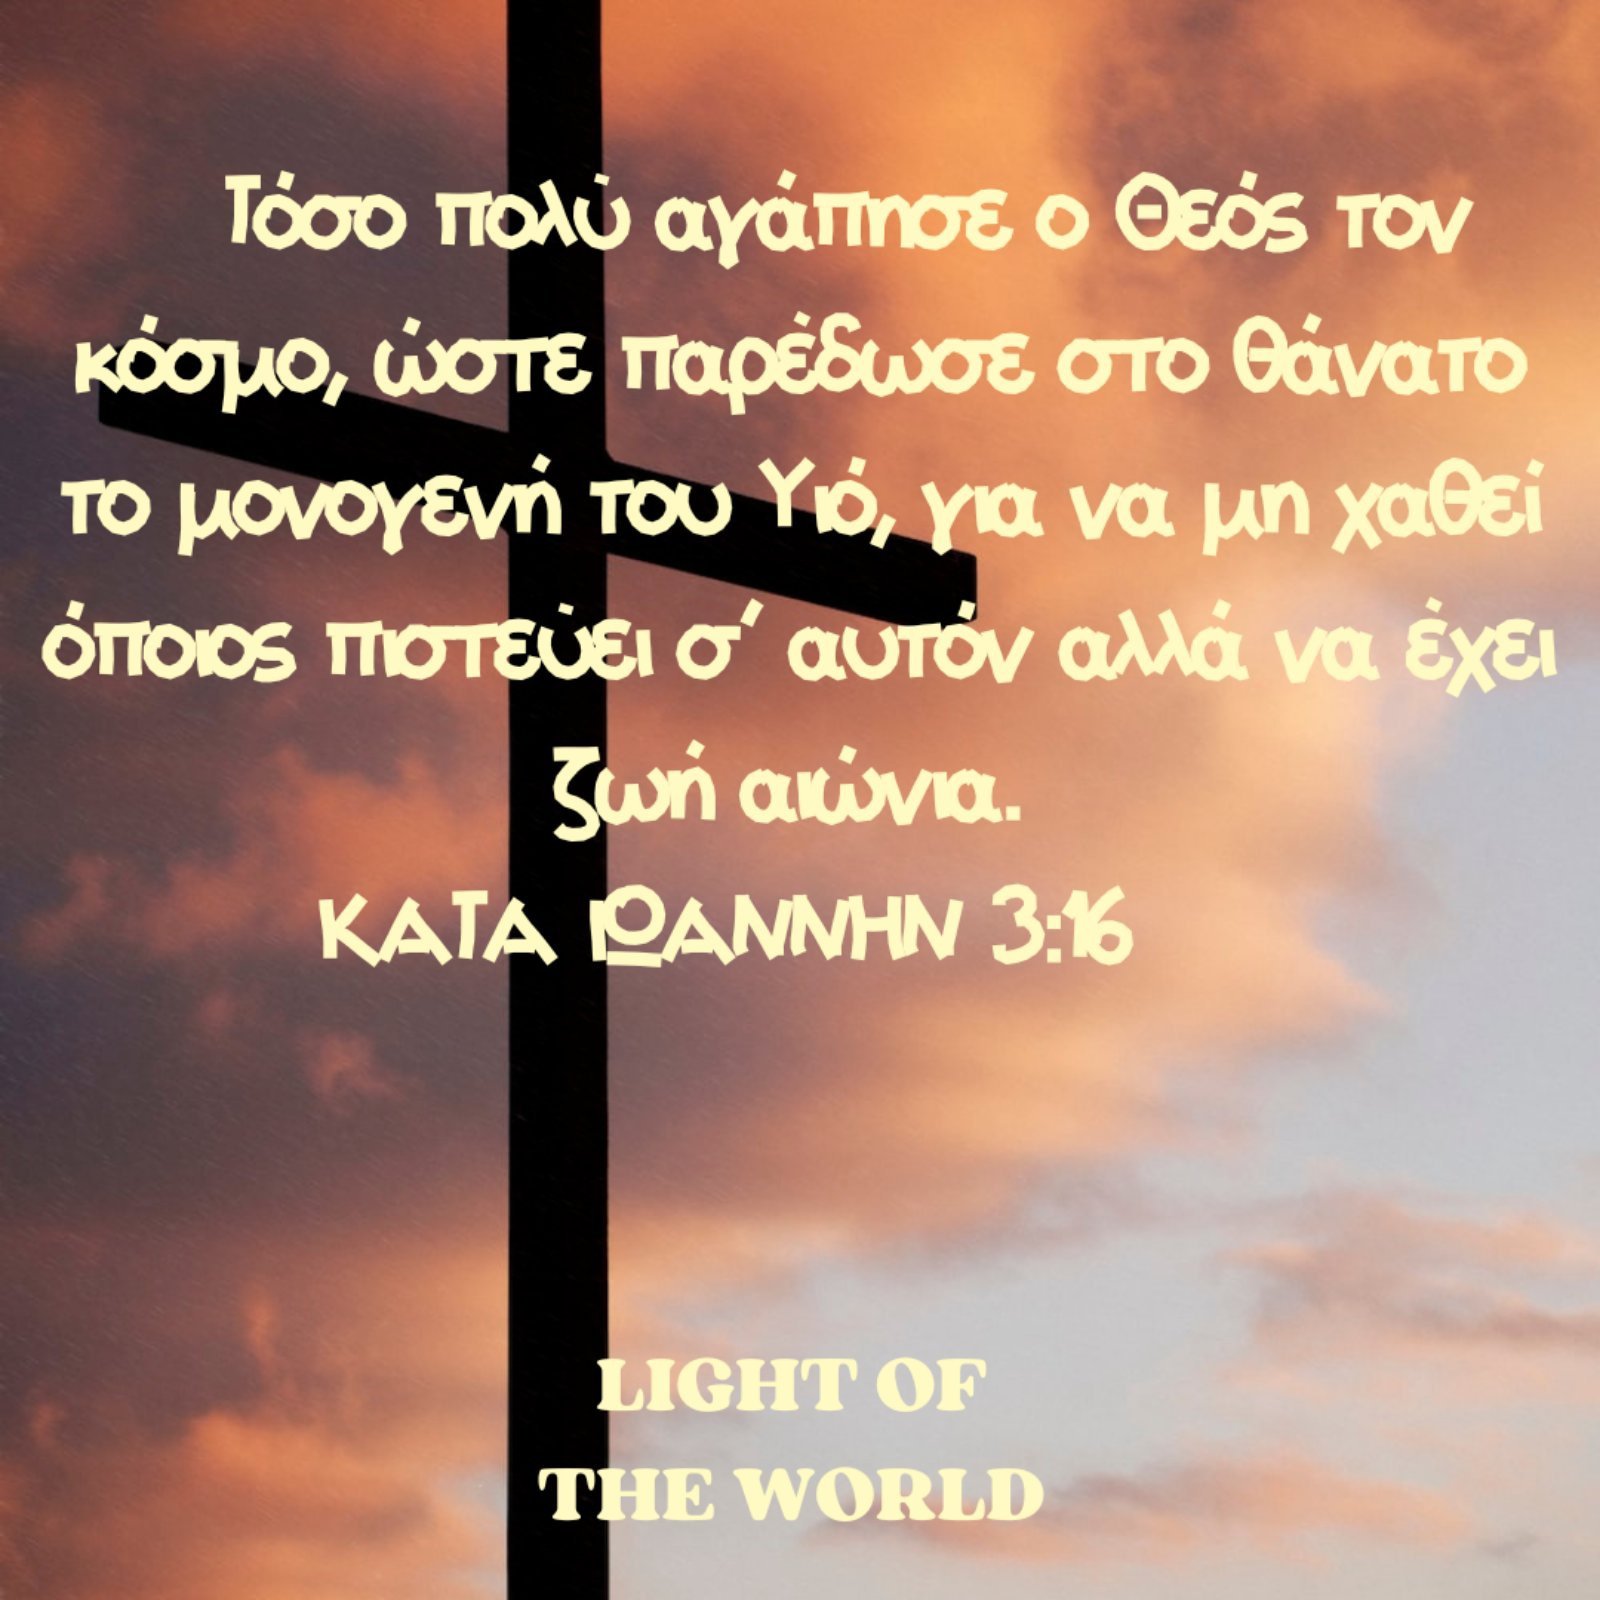 Τόσο πολύ αγάπησε ο Θεός τον
κόσμο, ώστε παρέδωσε στο θάνατο
το μονογενή του Υιό, για να μη χαθεί
όποιος πιστεύει σ' αυτόν αλλά να έχει
ζωή αιώνια.
ΚΑΤΑ ΙΩΑΝΝΗΝ 3:16
LIGHT OF
THE WORLD